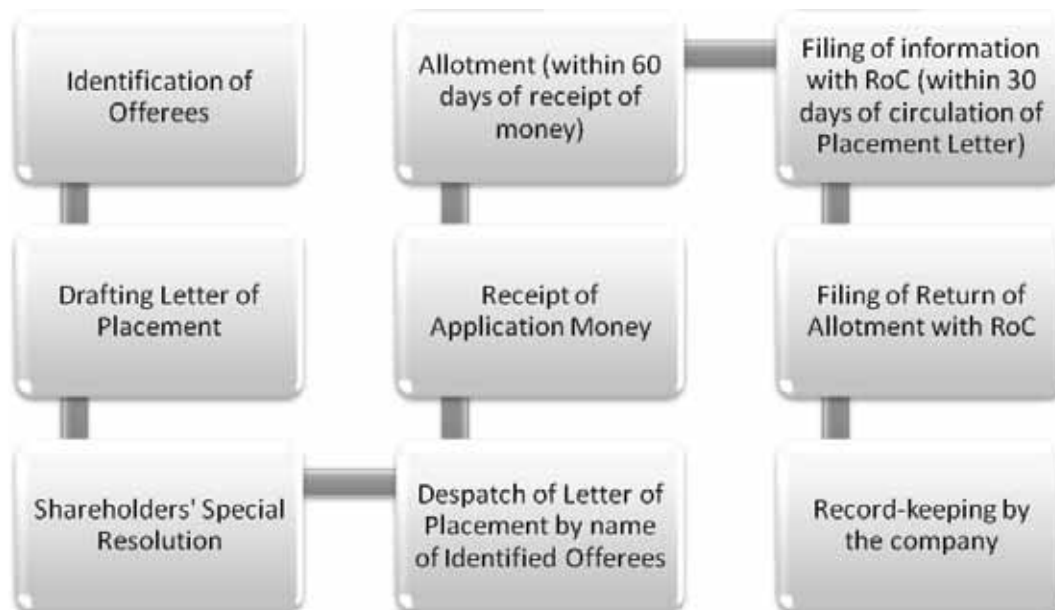 Identification of
Offerees
Drafting Letter of
Placement
Shareholders' Special
Resolution
Despatch of Letter of
Placement by name
of Identified Offerees
Receipt of
Application Money
Allotment (within 60
days of receipt of
money)
Filing of information
with RoC (within 30
days of circulation of
Placement Letter)
Filing of Return of
Allotment with RoC
Record-keeping by
the company